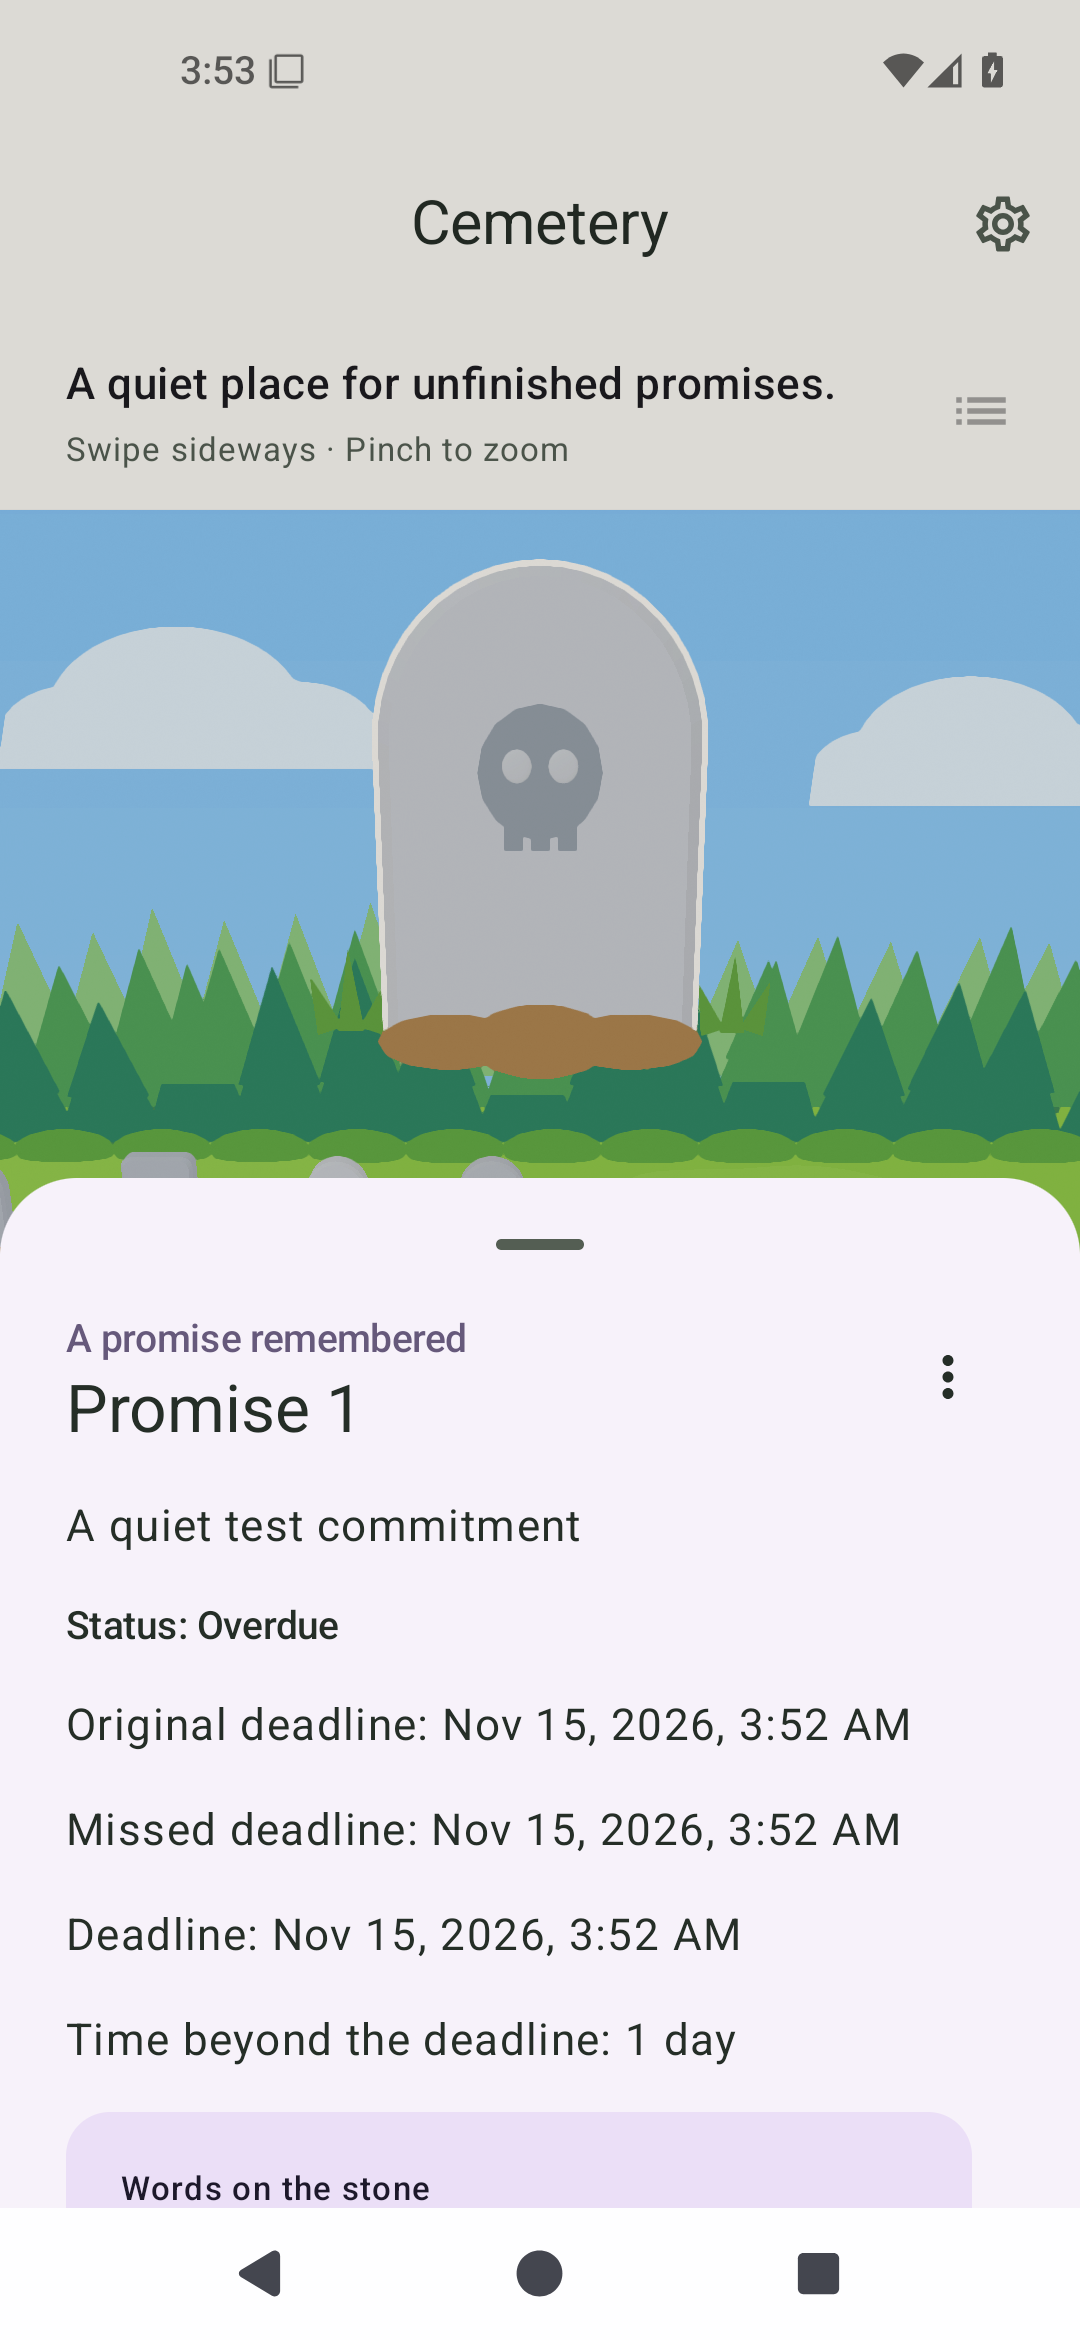 3:53
Cemetery
A quiet place for unfinished promises.
Swipe sideways · Pinch to zoom
A promise remembered
Promise 1
A quiet test commitment
Status: Overdue
Original deadline: Nov 15, 2026, 3:52 AM
Missed deadline: Nov 15, 2026, 3:52 AM
Deadline: Nov 15, 2026, 3:52 AM
Time beyond the deadline: 1 day
Words on the stone